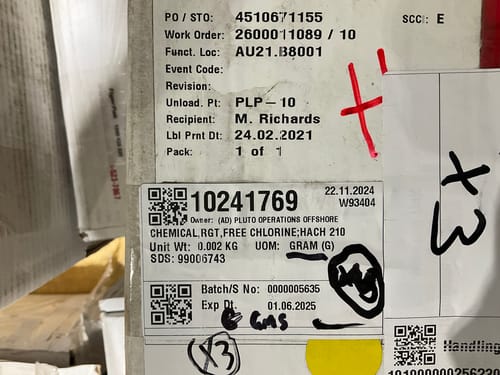 PO / STO: 4510671155 SCC: E
Work Order: 2600011089 / 10
Funct. Loc: AU21.B8001
Event Code:
Revision:
Unload. Pt: PLP-10
Recipient: M. Richards
Lbl Prnt Dt: 24.02.2021
Pack: 1 of 1
X3
10241769
22.11.2024
W93404
Owner: (AD) PLUTO OPERATIONS OFFSHORE
CHEMICAL,RGT,FREE CHLORINE;HACH 210
Unit Wt: 0.002 KG UOM: GRAM (G)
SDS: 99006743
Batch/S No: 0000005635
Exp Dt. 01.06.2025
GMS
X3
Handling